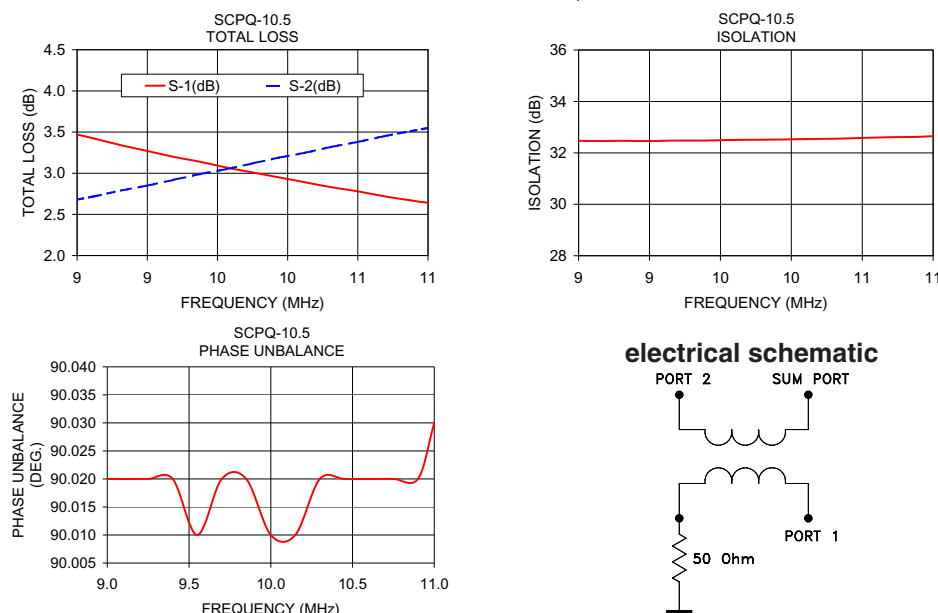 SCPQ-10.5
TOTAL LOSS
4.5
4.0
3.5
3.0
2.5
2.0
TOTAL LOSS (dB)
S-1(dB)
S-2(dB)
9
9
10
10
11
11
FREQUENCY (MHz)
SCPQ-10.5
ISOLATION
36
34
32
30
28
ISOLATION (dB)
9
9
10
10
11
11
FREQUENCY (MHz)
SCPQ-10.5
PHASE UNBALANCE
90.040
90.035
90.030
90.025
90.020
90.015
90.010
90.005
PHASE UNBALANCE
(DEG.)
9.0
9.5
10.0
10.5
11.0
FREQUENCY (MHz)
electrical schematic
PORT 2
SUM PORT
PORT 1
50 Ohm